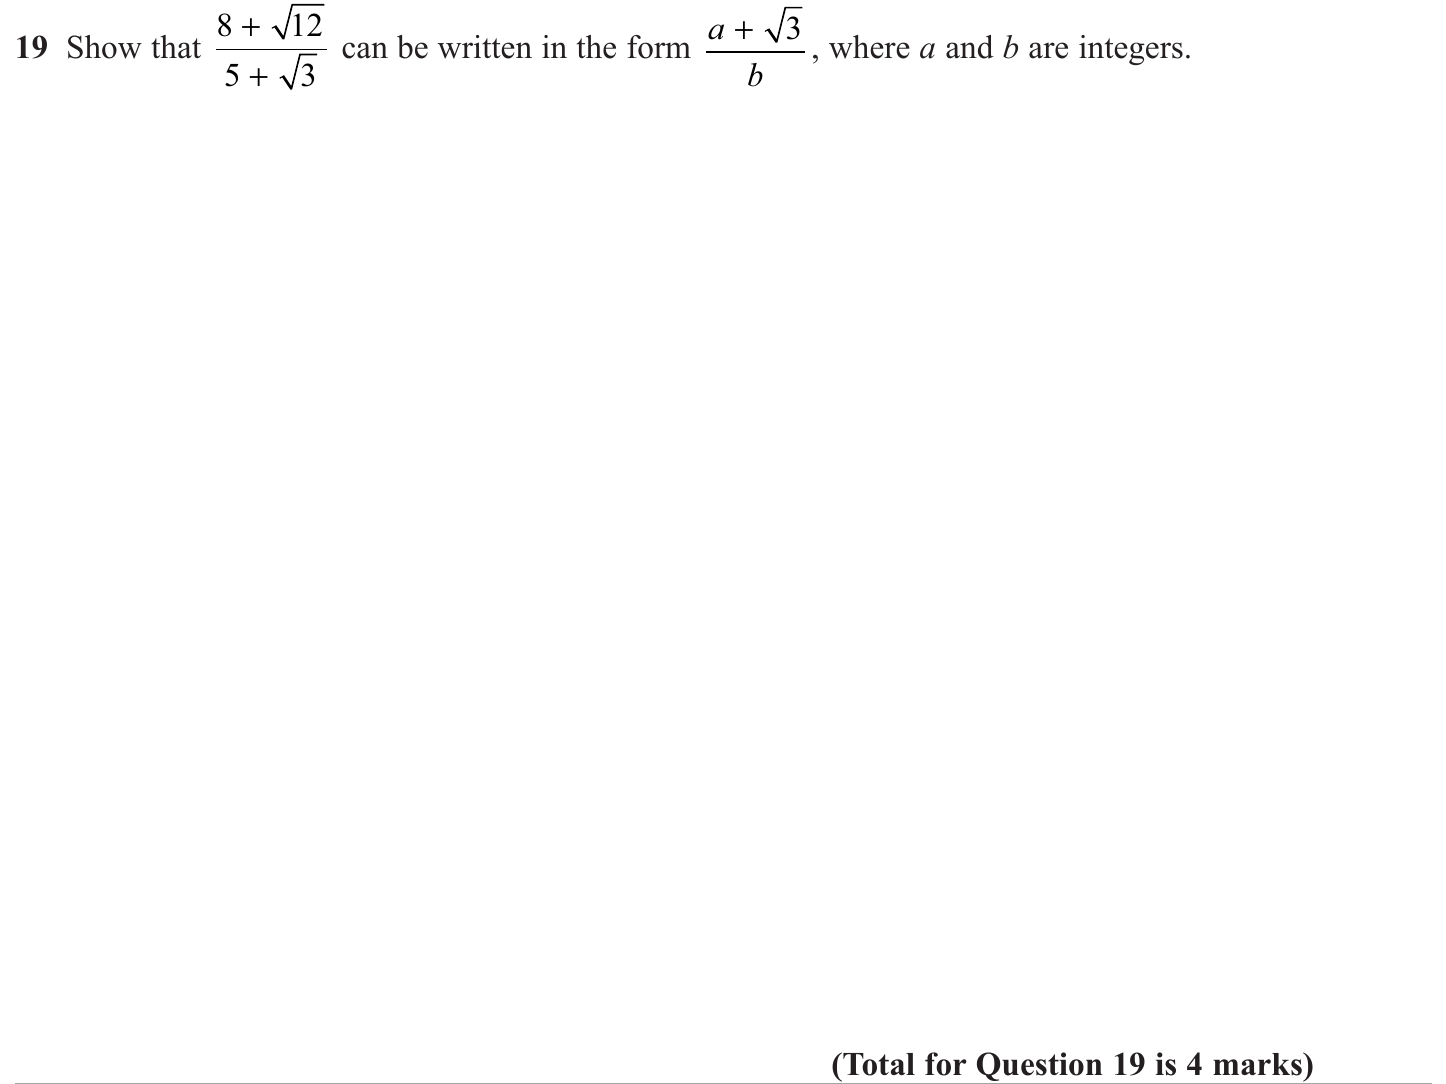 19 Show that \frac{8 + \sqrt{12}}{5 + \sqrt{3}} can be written in the form \frac{a + \sqrt{3}}{b}, where a and b are integers.
(Total for Question 19 is 4 marks)